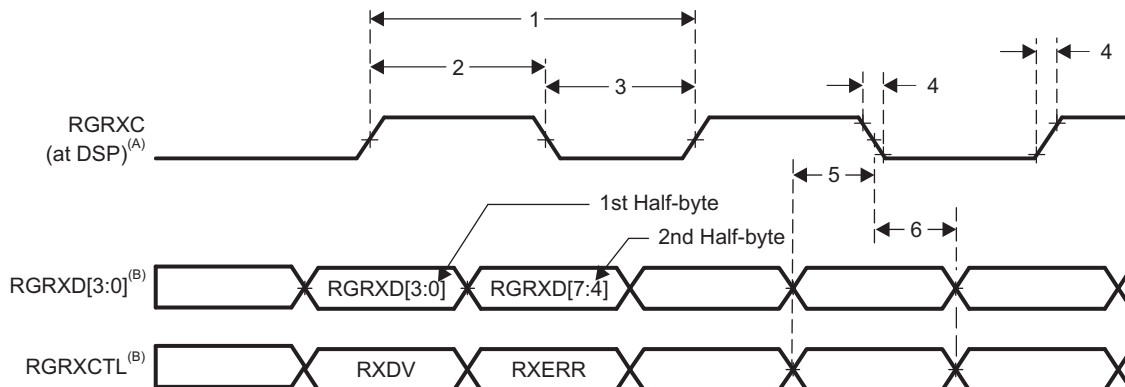 1
4
2
3
4
RGRXC
(at DSP)(A)
5
1st Half-byte
6
2nd Half-byte
RGRXD[3:0](B)
RGRXD[3:0]
RGRXD[7:4]
RGRXCTL(B)
RXDV
RXERR